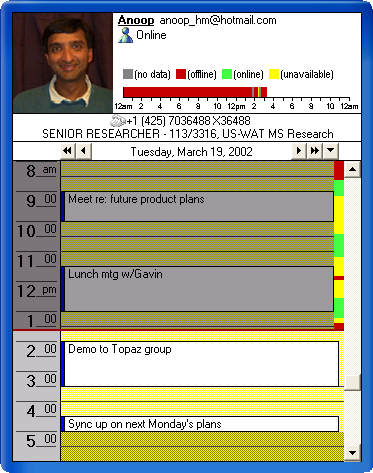 Anoop anoop_hm@hotmail.com
Online
(no data) (offline) (online) (unavailable)
12am 2 4 6 8 10 12pm 2 4 6 8 10 12am
+1 (425) 7036488 X36488
SENIOR RESEARCHER - 113/3316, US-WAT MS Research
Tuesday, March 19, 2002
8 am
9 00 Meet re: future product plans
10 00
11 00
Lunch mtg w/Gavin
12 pm
1 00
2 00 Demo to Topaz group
3 00
4 00
Sync up on next Monday's plans
5 00